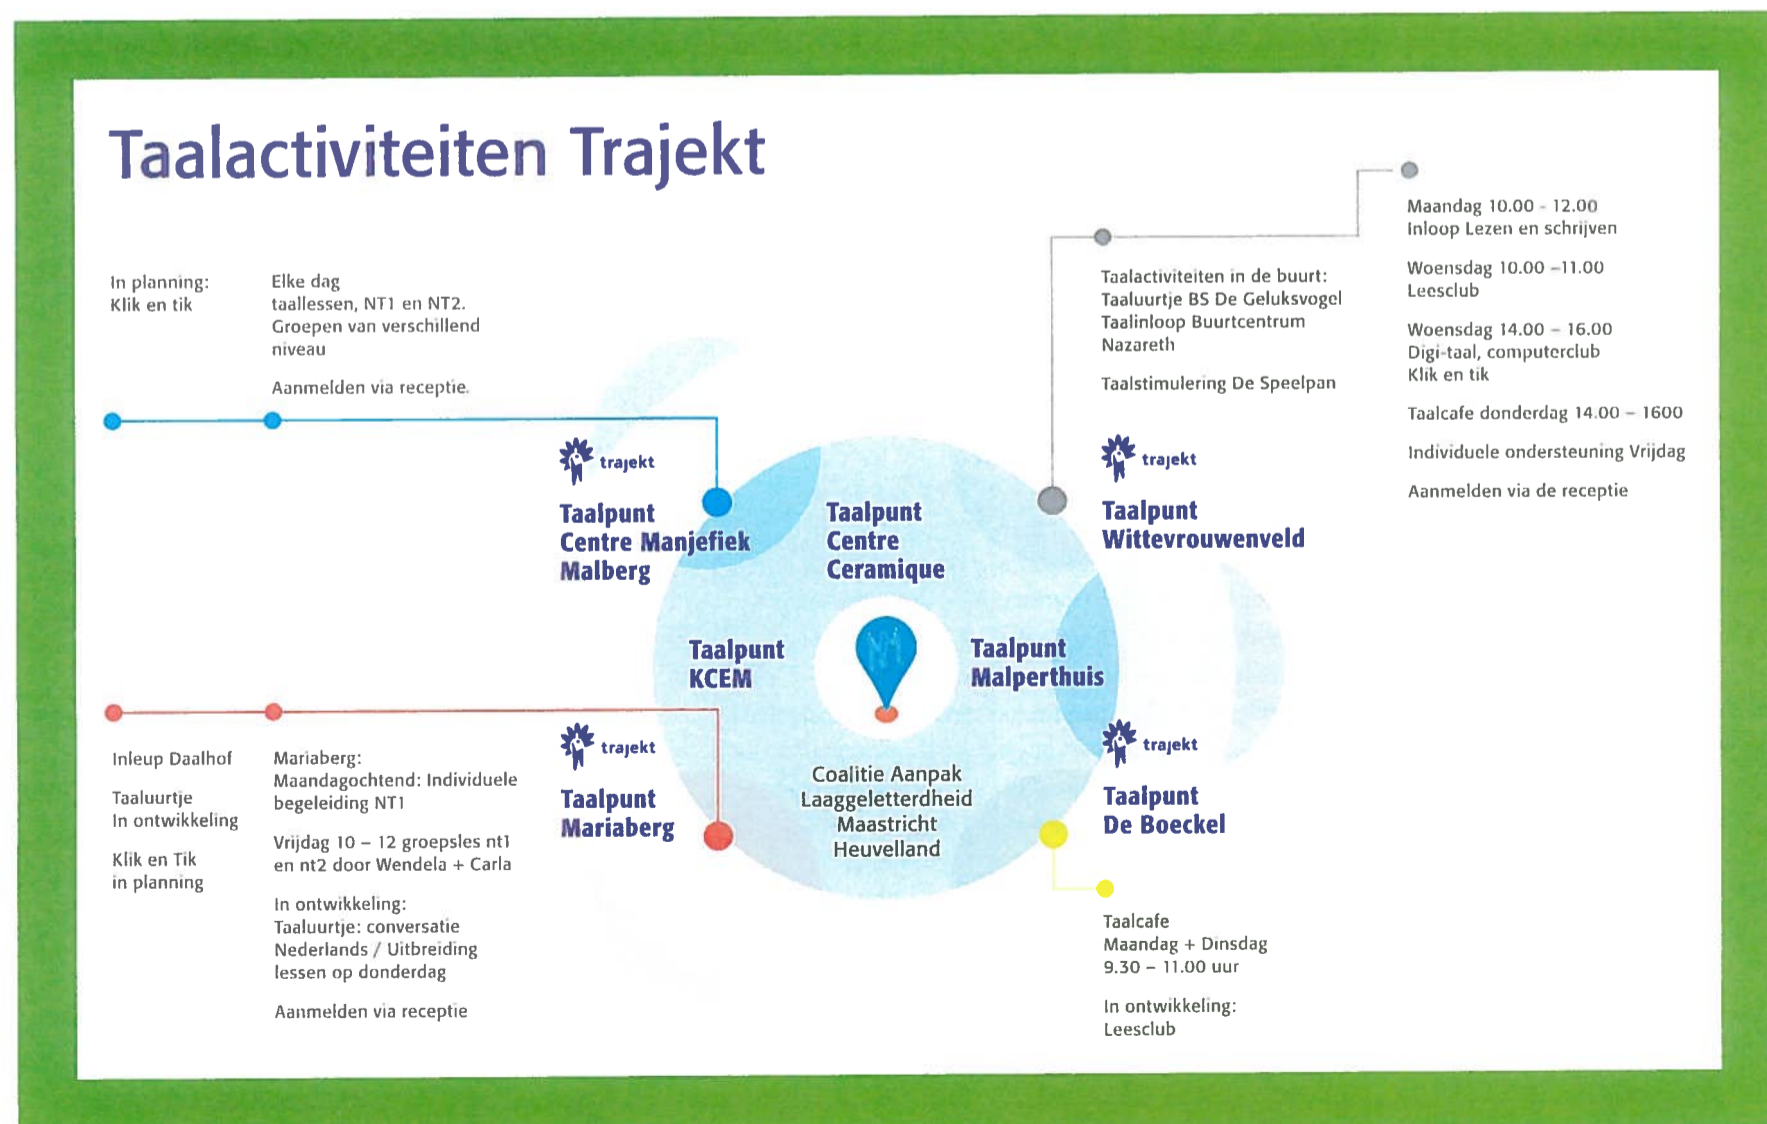 Taalactiviteiten Trajekt
In planning:
Klik en tik
Elke dag
taallessen, NT1 en NT2.
Groepen van verschillend
niveau
Aanmelden via receptie.
trajekt
Taalpunt
Centre Manjefiek
Malberg
Taalpunt
Centre
Ceramique
Taalactiviteiten in de buurt:
Taaluurtje BS De Geluksvogel
Taalinloop Buurtcentrum
Nazareth
Taalstimulering De Speelpan
trajekt
Taalpunt
Wittevrouwenveld
Maandag 10.00 - 12.00
Inloop Lezen en schrijven
Woensdag 10.00 –11.00
Leesclub
Woensdag 14.00 – 16.00
Digi-taal, computerclub
Klik en tik
Taalcafe donderdag 14.00 – 1600
Individuele ondersteuning Vrijdag
Aanmelden via de receptie
Taalpunt
KCEM
Taalpunt
Malperthuis
Inleup Daalhof
Taaluurtje
In ontwikkeling
Klik en Tik
in planning
Mariaberg:
Maandagochtend: Individuele
begeleiding NT1
Vrijdag 10 – 12 groepsles nt1
en nt2 door Wendela + Carla
In ontwikkeling:
Taaluurtje: conversatie
Nederlands / Uitbreiding
lessen op donderdag
Aanmelden via receptie
trajekt
Taalpunt
Mariaberg
Coalitie Aanpak
Laaggeletterdheid
Maastricht
Heuvelland
trajekt
Taalpunt
De Boeckel
Taalcafe
Maandag + Dinsdag
9.30 – 11.00 uur
In ontwikkeling:
Leesclub